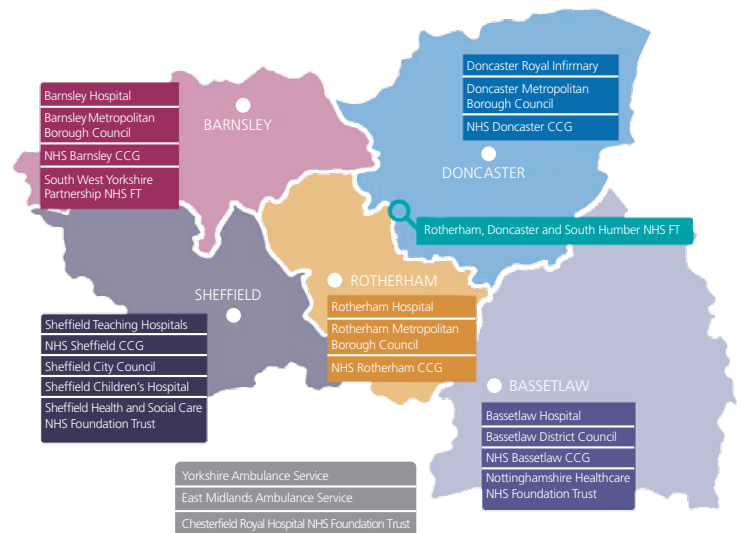 Barnsley Hospital
Barnsley Metropolitan
Borough Council
NHS Barnsley CCG
South West Yorkshire
Partnership NHS FT
BARNSLEY
Doncaster Royal Infirmary
Doncaster Metropolitan
Borough Council
NHS Doncaster CCG
DONCASTER
Rotherham, Doncaster and South Humber NHS FT
SHEFFIELD
Sheffield Teaching Hospitals
NHS Sheffield CCG
Sheffield City Council
Sheffield Children's Hospital
Sheffield Health and Social Care
NHS Foundation Trust
ROTHERHAM
Rotherham Hospital
Rotherham Metropolitan
Borough Council
NHS Rotherham CCG
BASSETLAW
Bassetlaw Hospital
Bassetlaw District Council
NHS Bassetlaw CCG
Nottinghamshire Healthcare
NHS Foundation Trust
Yorkshire Ambulance Service
East Midlands Ambulance Service
Chesterfield Royal Hospital NHS Foundation Trust